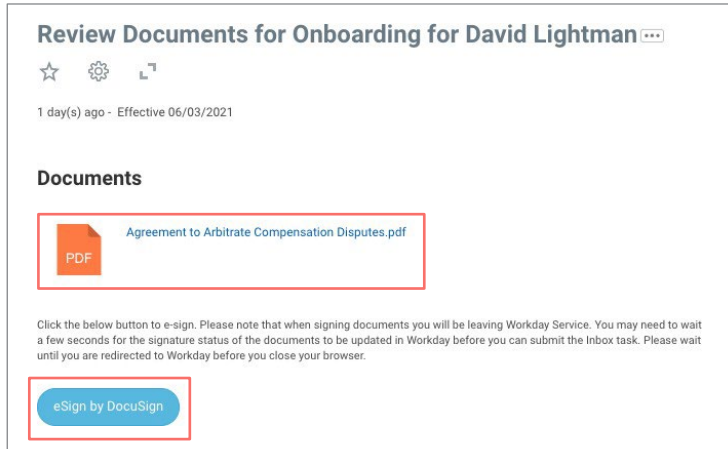 Review Documents for Onboarding for David Lightman
1 day(s) ago - Effective 06/03/2021
Documents
PDF
Agreement to Arbitrate Compensation Disputes.pdf
Click the below button to e-sign. Please note that when signing documents you will be leaving Workday Service. You may need to wait
a few seconds for the signature status of the documents to be updated in Workday before you can submit the Inbox task. Please wait
until you are redirected to Workday before you close your browser.
eSign by DocuSign